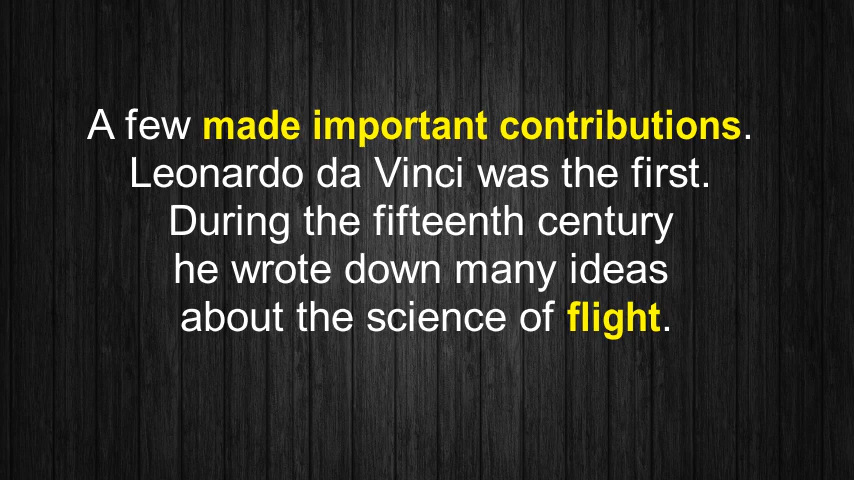 A few made important contributions.
Leonardo da Vinci was the first.
During the fifteenth century
he wrote down many ideas
about the science of flight.